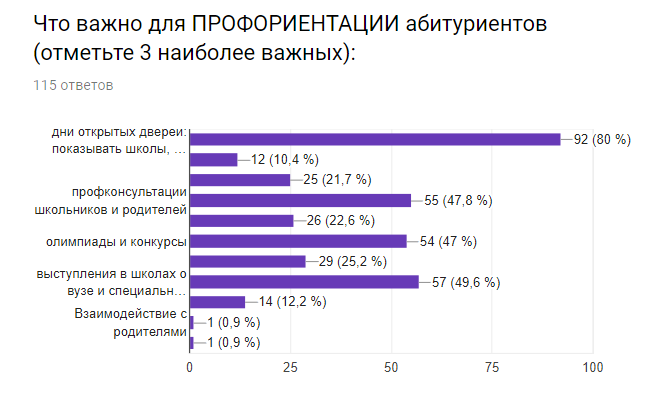 Что важно для ПРОФОРИЕНТАЦИИ абитуриентов
(отметьте 3 наиболее важных):
115 ответов
дни открытых дверей:
показывать школы, …
92 (80 %)
12 (10,4 %)
25 (21,7 %)
профконсультации
школьников и родителей
55 (47,8 %)
26 (22,6 %)
олимпиады и конкурсы
54 (47 %)
29 (25,2 %)
выступления в школах о
вузе и специальн…
57 (49,6 %)
14 (12,2 %)
Взаимодействие с
родителями
1 (0,9 %)
1 (0,9 %)
0 25 50 75 100